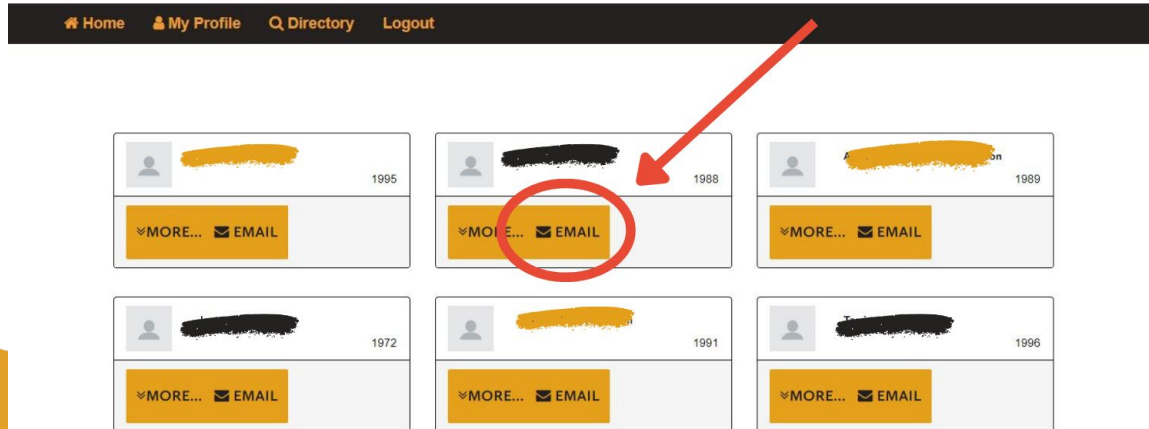 Home My Profile Directory Logout
1995 1988 1989
MORE... EMAIL MORE... EMAIL MORE... EMAIL
1972 1991 1996
MORE... EMAIL MORE... EMAIL MORE... EMAIL